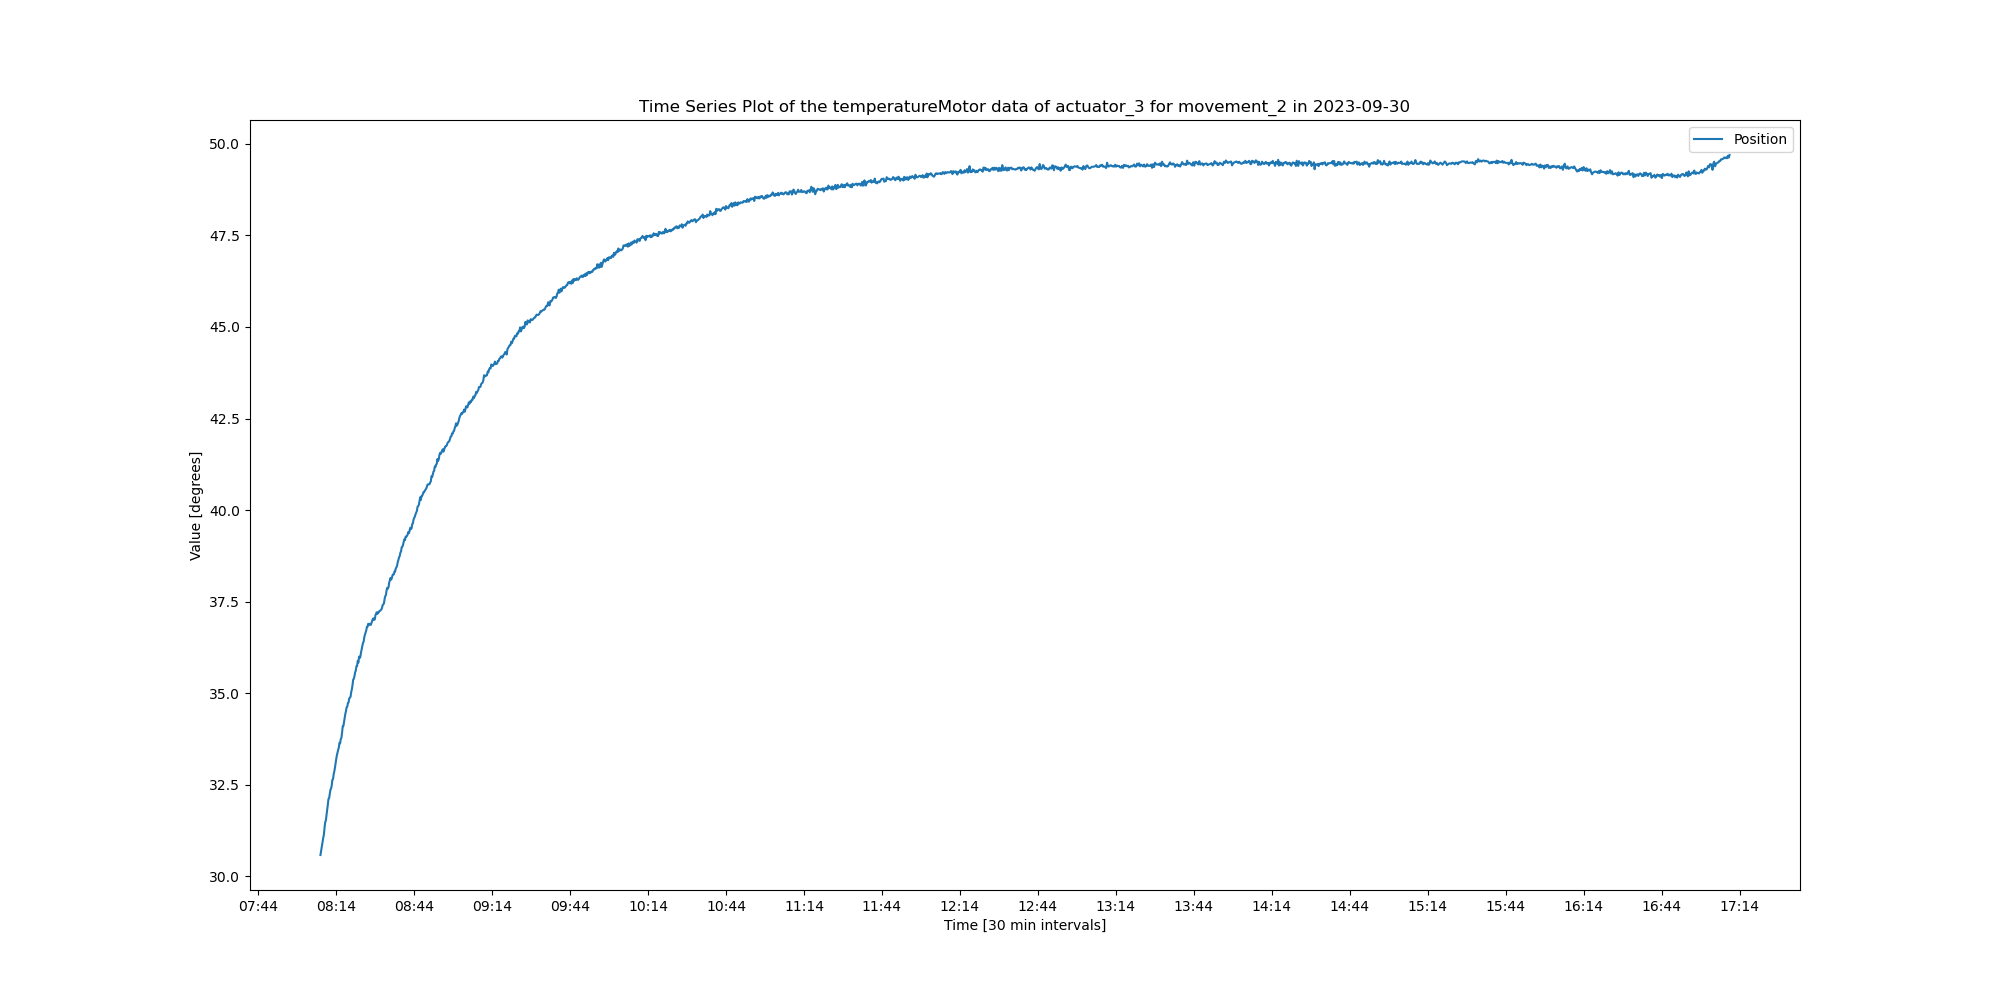 Time Series Plot of the temperatureMotor data of actuator_3 for movement_2 in 2023-09-30
Position
50.0
47.5
45.0
42.5
40.0
37.5
35.0
32.5
30.0
Value [degrees]
07:44 08:14 08:44 09:14 09:44 10:14 10:44 11:14 11:44 12:14 12:44 13:14 13:44 14:14 14:44 15:14 15:44 16:14 16:44 17:14
Time [30 min intervals]